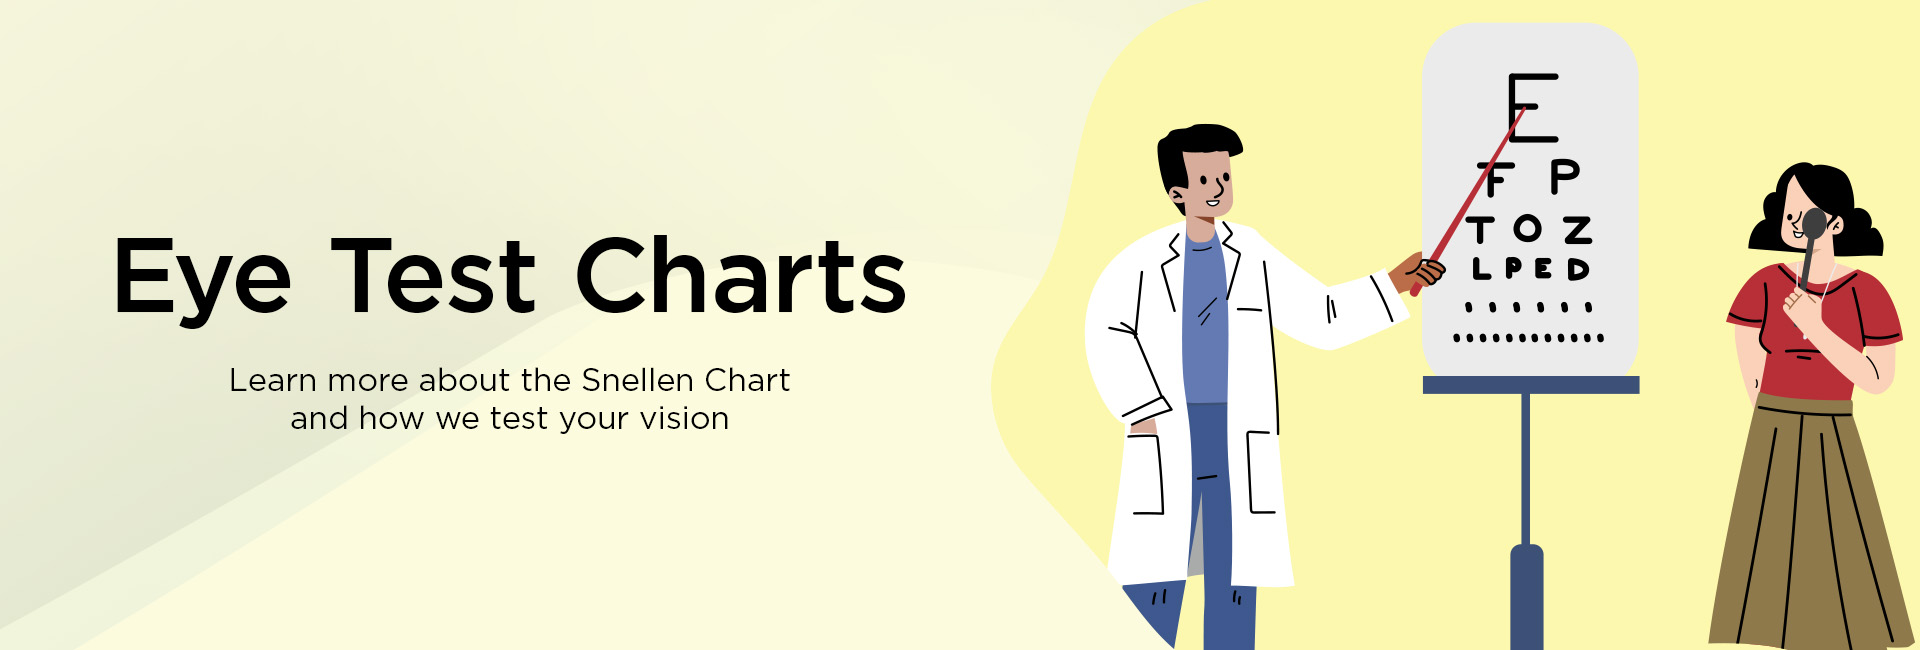 Eye Test Charts
Learn more about the Snellen Chart
and how we test your vision
E
F P
T O Z
L P E D